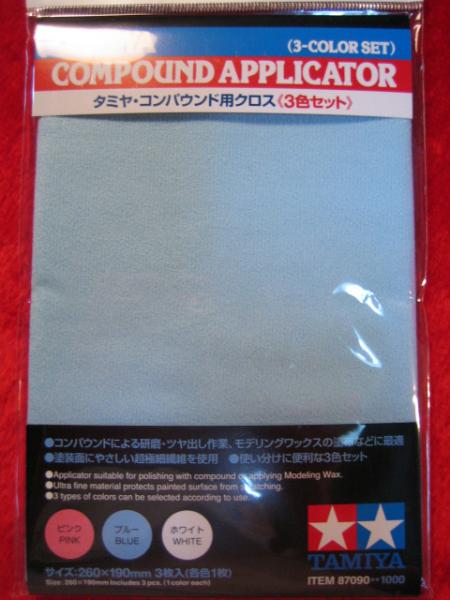 (3-COLOR SET)
COMPOUND APPLICATOR
タミヤ・コンパウンド用クロス《3色セット》
●コンパウンドによる研磨・ツヤ出し作業、モデリングワックスの塗布などに最適
●塗装面にやさしい超極細繊維を使用 ●使い分けに便利な3色セット
●Applicator suitable for polishing with compound or applying Modeling Wax.
●Ultra fine material protects painted surface from scratching.
●3 types of colors can be selected according to use.
ピンク
PINK
ブルー
BLUE
ホワイト
WHITE
サイズ:260×190mm 3枚入(各色1枚)
Size: 260×190mm Includes 3 pcs. (1 color each)
TAMIYA
ITEM 87090 1000